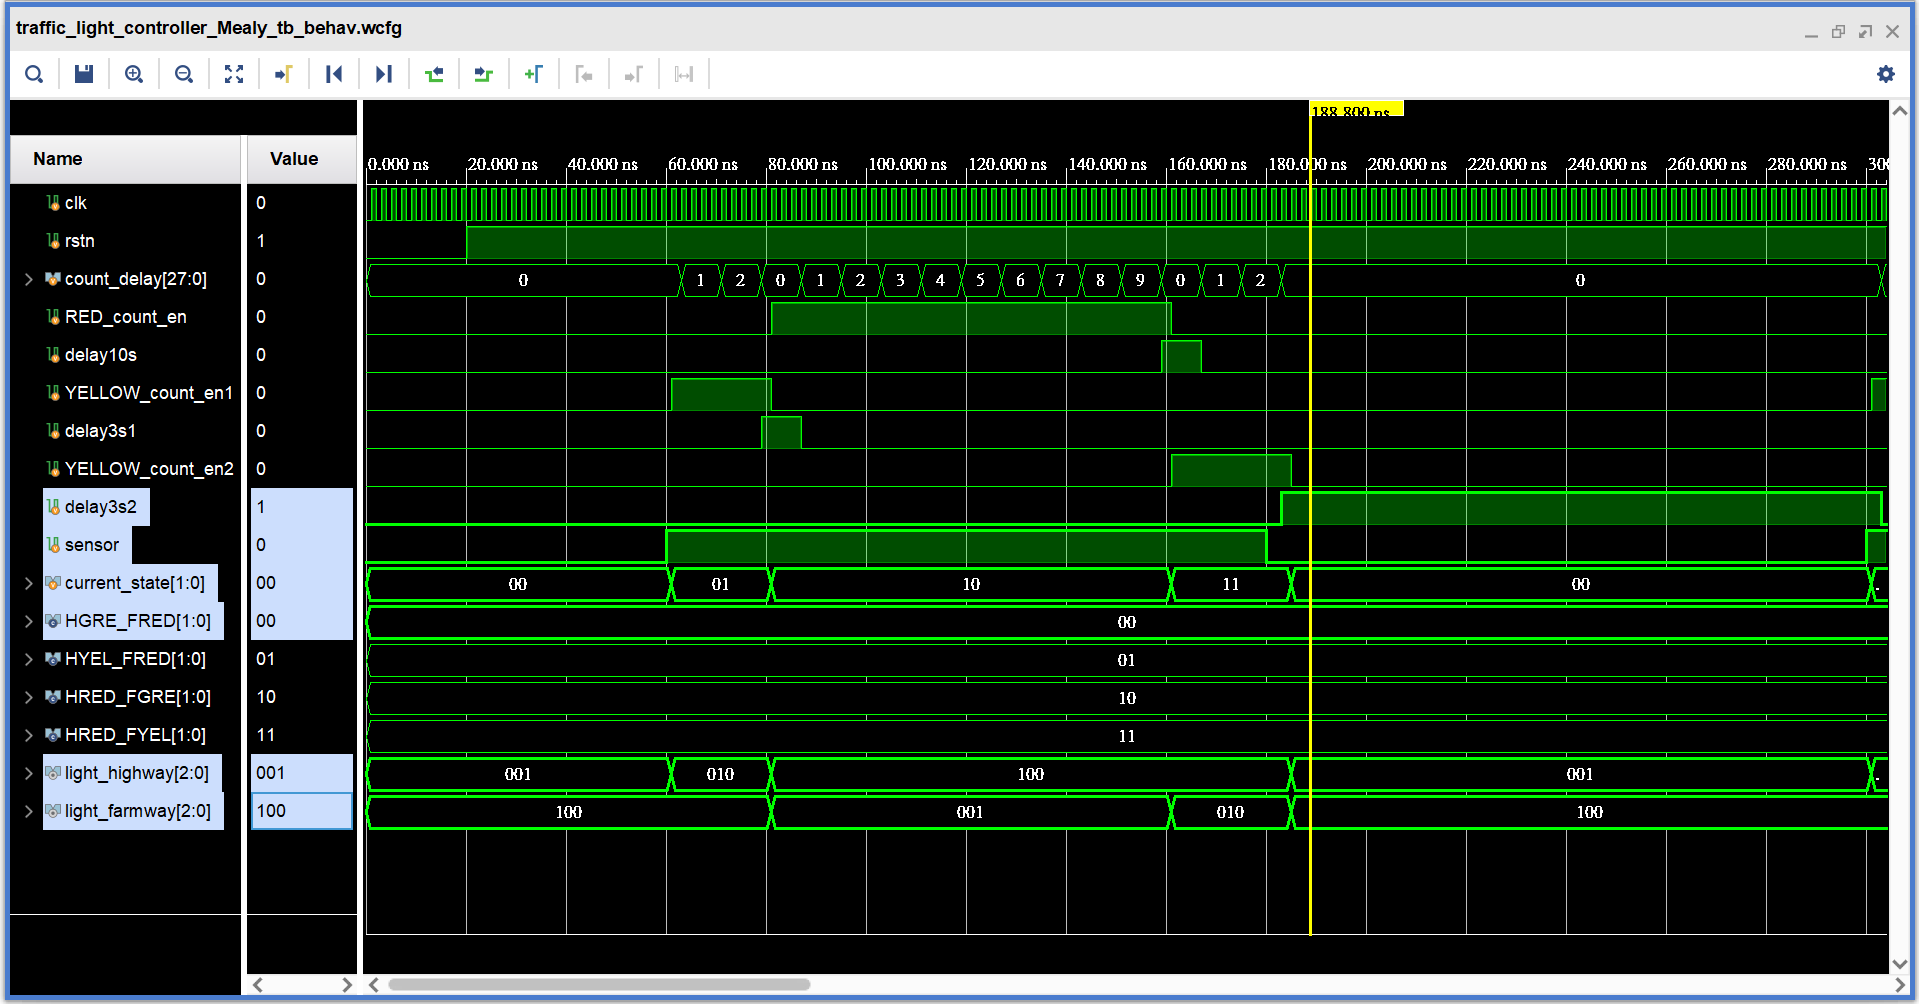 traffic_light_controller_Mealy_tb_behav.wcfg
188.800 ns
Name Value 0.000 ns 20.000 ns 40.000 ns 60.000 ns 80.000 ns 100.000 ns 120.000 ns 140.000 ns 160.000 ns 180.000 ns 200.000 ns 220.000 ns 240.000 ns 260.000 ns 280.000 ns 300
clk 0
rstn 1
count_delay[27:0] 0 0 1 2 0 1 2 3 4 5 6 7 8 9 0 1 2 0
RED_count_en 0
delay10s 0
YELLOW_count_en1 0
delay3s1 0
YELLOW_count_en2 0
delay3s2 1
sensor 0
current_state[1:0] 00 00 01 10 11 00 .
HGRE_FRED[1:0] 00 00
HYEL_FRED[1:0] 01 01
HRED_FGRE[1:0] 10 10
HRED_FYEL[1:0] 11 11
light_highway[2:0] 001 001 010 100 001 .
light_farmway[2:0] 100 100 001 010 100